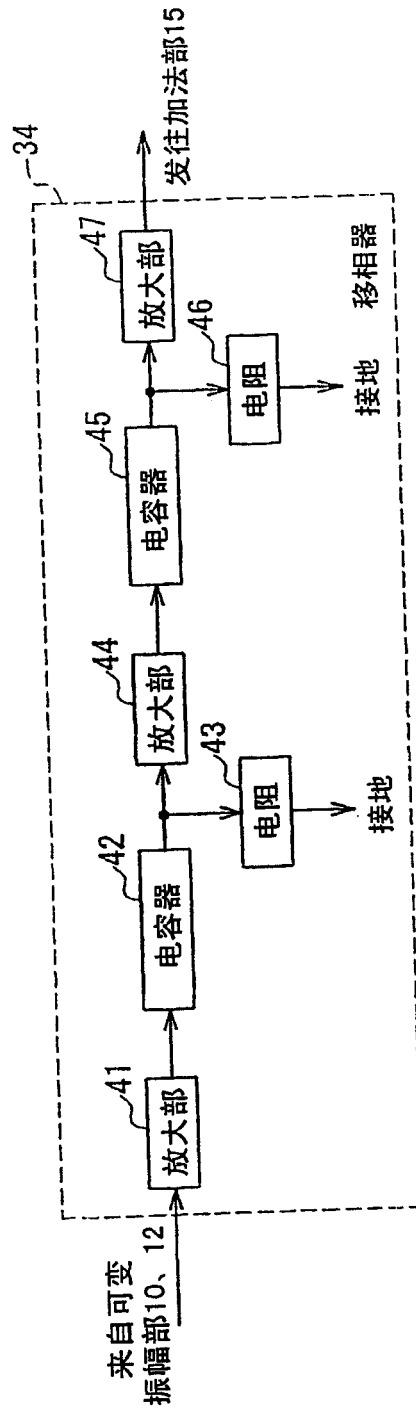 34
来自可变
振幅部10、12
41
放大部
42
电容器
43
电阻
接地
44
放大部
45
电容器
46
电阻
接地
47
放大部
发往加法部15
移相器